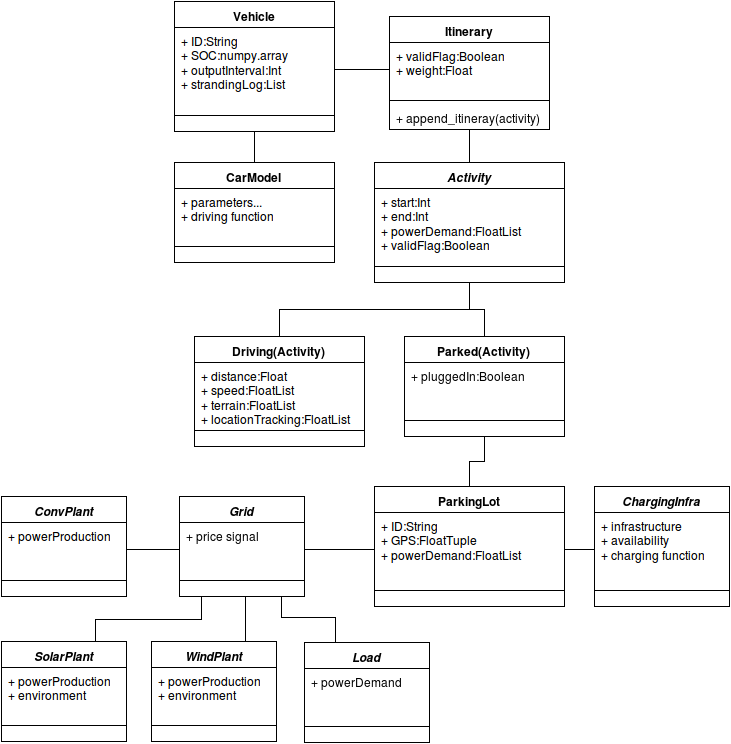 Vehicle
+ ID:String
+ SOC:numpy.array
+ outputInterval:Int
+ strandingLog:List
Itinerary
+ validFlag:Boolean
+ weight:Float
+ append_itineray(activity)
CarModel
+ parameters...
+ driving function
Activity
+ start:Int
+ end:Int
+ powerDemand:FloatList
+ validFlag:Boolean
Driving(Activity)
+ distance:Float
+ speed:FloatList
+ terrain:FloatList
+ locationTracking:FloatList
Parked(Activity)
+ pluggedIn:Boolean
ConvPlant
+ powerProduction
Grid
+ price signal
ParkingLot
+ ID:String
+ GPS:FloatTuple
+ powerDemand:FloatList
ChargingInfra
+ infrastructure
+ availability
+ charging function
SolarPlant
+ powerProduction
+ environment
WindPlant
+ powerProduction
+ environment
Load
+ powerDemand